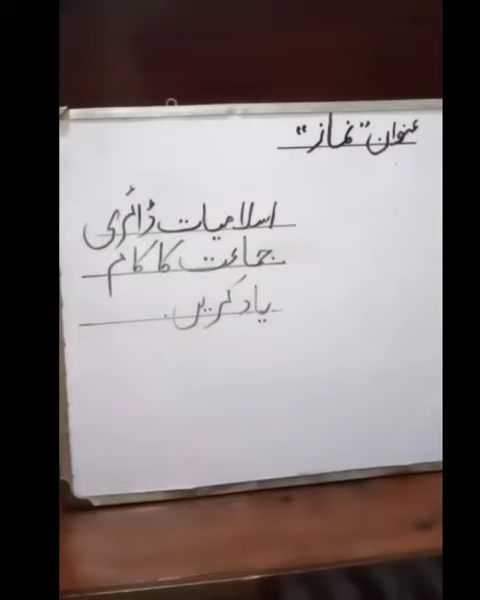 عنوان "نماز"
اسلامیات ڈائری
جماعت کا کام
یاد کریں.